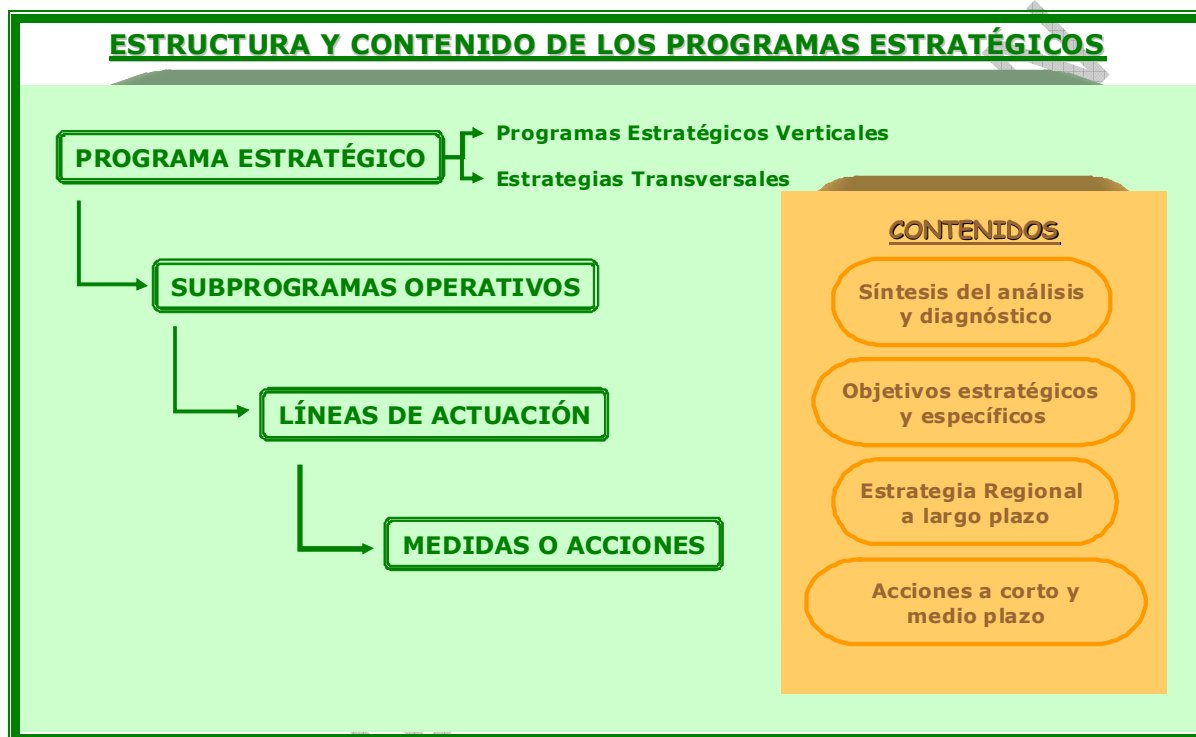 ESTRUCTURA Y CONTENIDO DE LOS PROGRAMAS ESTRATÉGICOS
PROGRAMA ESTRATÉGICO
Programas Estratégicos Verticales
Estrategias Transversales
SUBPROGRAMAS OPERATIVOS
LÍNEAS DE ACTUACIÓN
MEDIDAS O ACCIONES
CONTENIDOS
Síntesis del análisis
y diagnóstico
Objetivos estratégicos
y específicos
Estrategia Regional
a largo plazo
Acciones a corto y
medio plazo